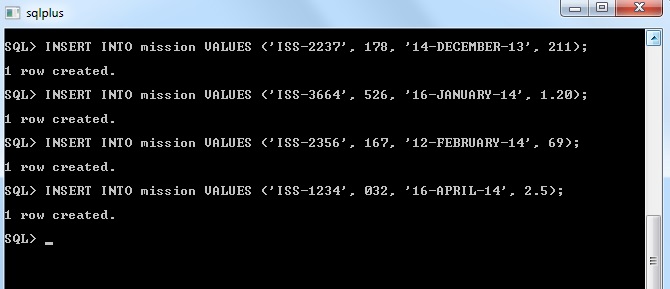 sqlplus
SQL> INSERT INTO mission VALUES ('ISS-2237', 178, '14-DECEMBER-13', 211);
1 row created.
SQL> INSERT INTO mission VALUES ('ISS-3664', 526, '16-JANUARY-14', 1.20);
1 row created.
SQL> INSERT INTO mission VALUES ('ISS-2356', 167, '12-FEBRUARY-14', 69);
1 row created.
SQL> INSERT INTO mission VALUES ('ISS-1234', 032, '16-APRIL-14', 2.5);
1 row created.
SQL> _